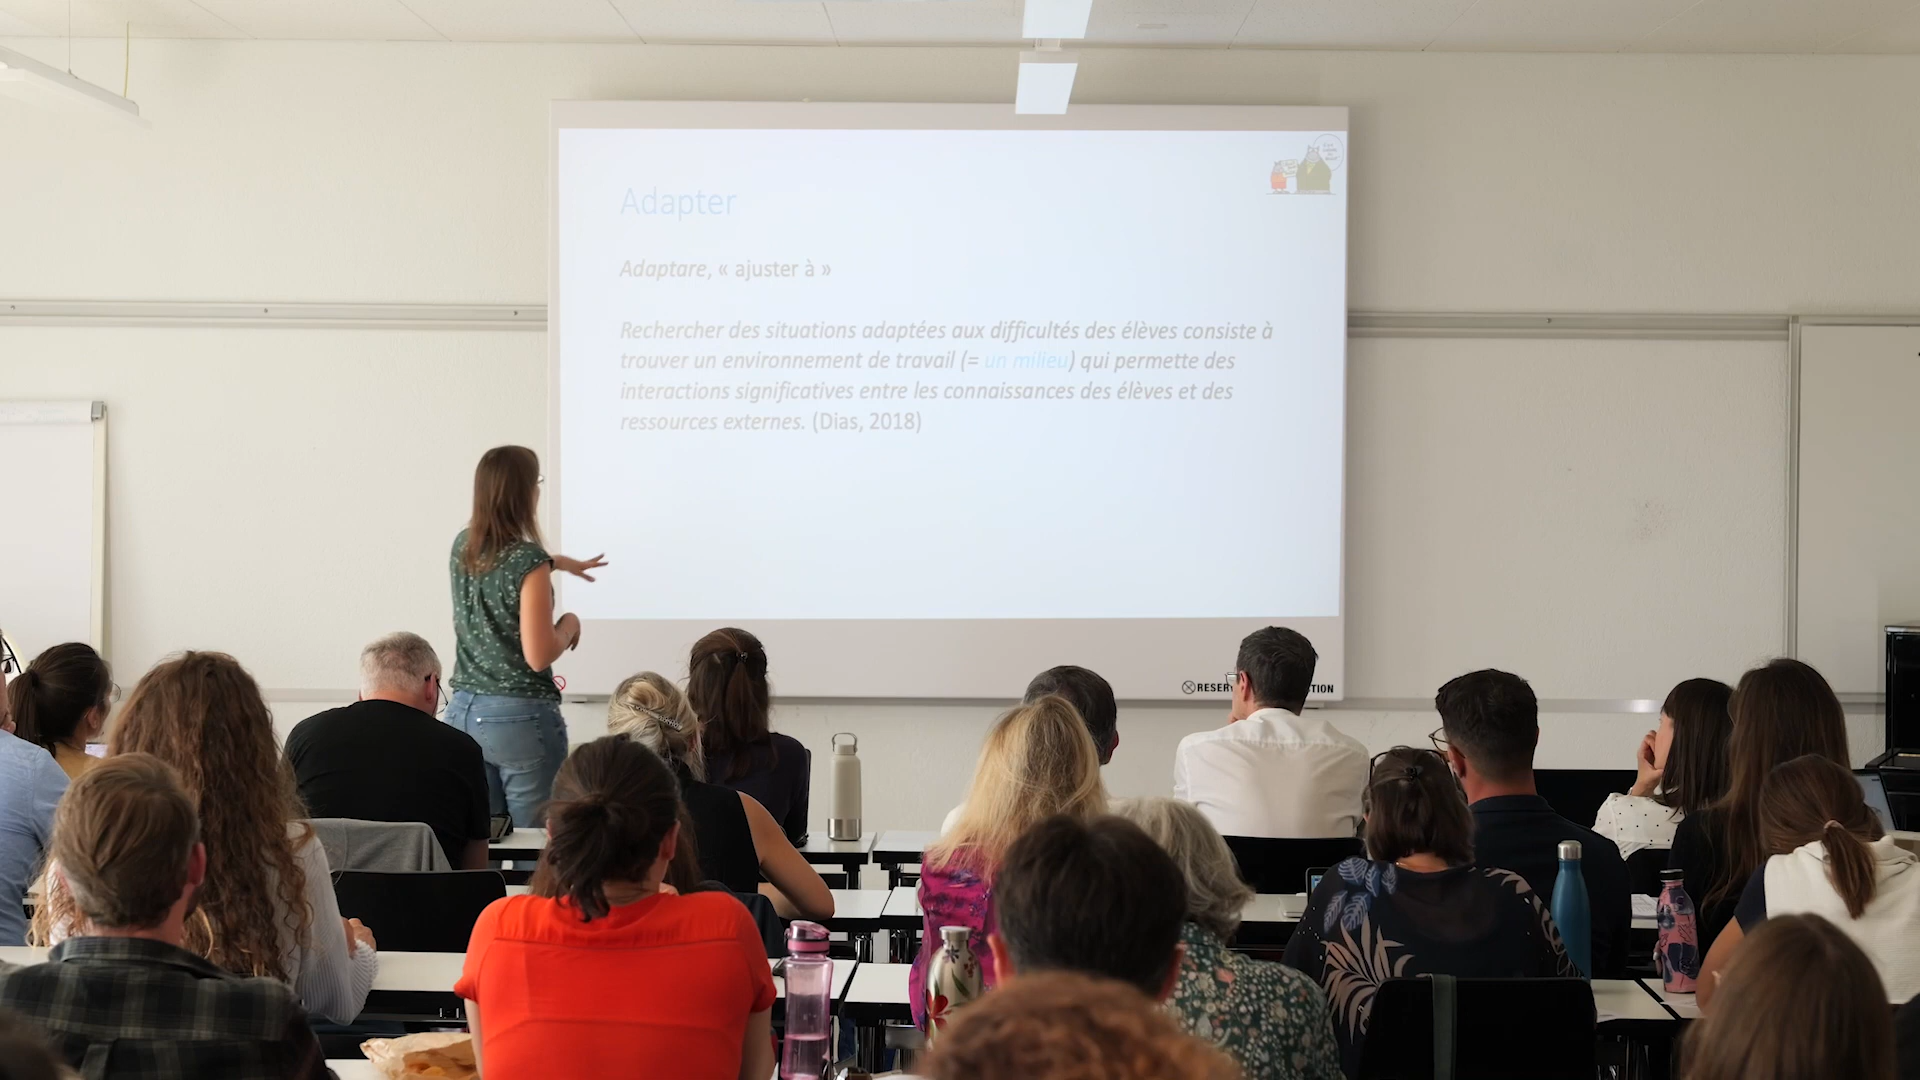 Adapter
Adaptare, « ajuster à »
Rechercher des situations adaptées aux difficultés des élèves consiste à
trouver un environnement de travail (= un milieu) qui permette des
interactions significatives entre les connaissances des élèves et des
ressources externes. (Dias, 2018)